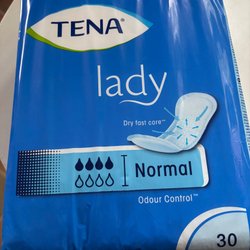 TENA
lady
Dry fast core™
Normal
Odour Control™
30